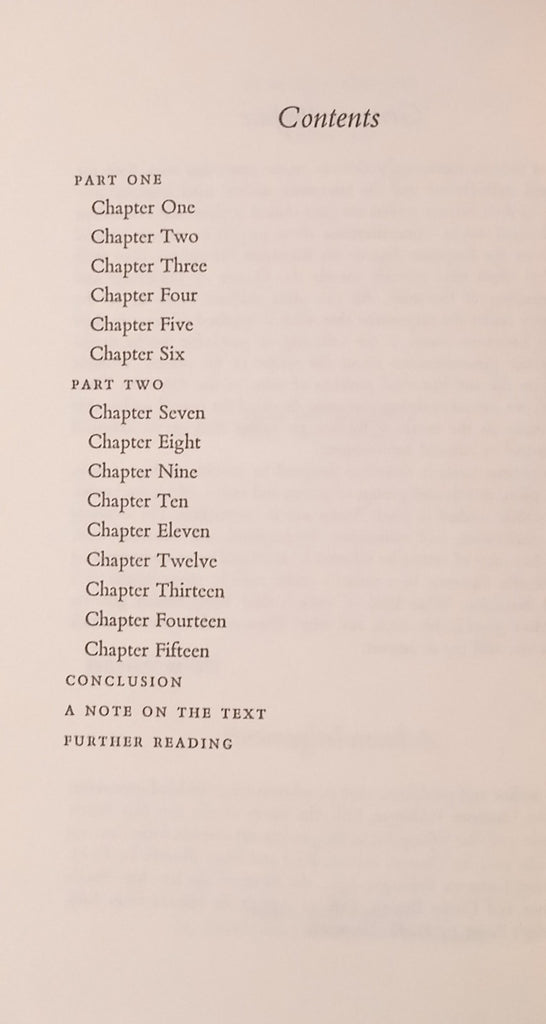 Contents
PART ONE
Chapter One
Chapter Two
Chapter Three
Chapter Four
Chapter Five
Chapter Six
PART TWO
Chapter Seven
Chapter Eight
Chapter Nine
Chapter Ten
Chapter Eleven
Chapter Twelve
Chapter Thirteen
Chapter Fourteen
Chapter Fifteen
CONCLUSION
A NOTE ON THE TEXT
FURTHER READING